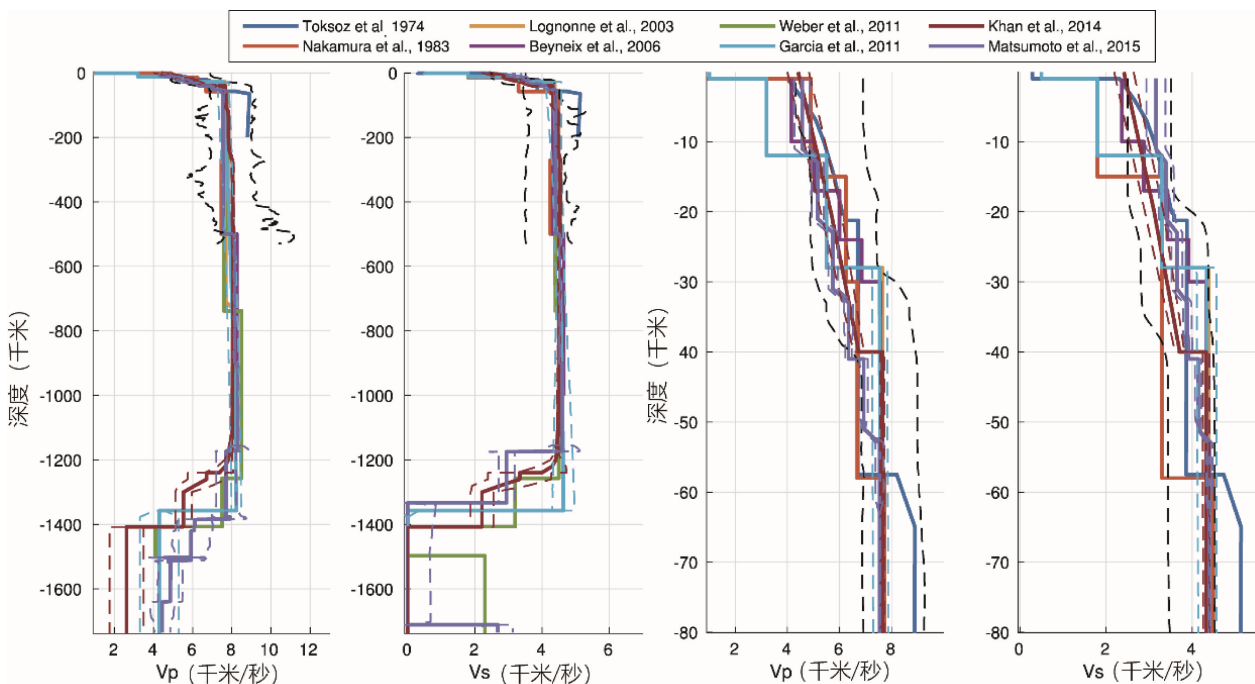 Toksoz et al, 1974
Lognonne et al., 2003
Weber et al., 2011
Khan et al., 2014
Nakamura et al., 1983
Beyneix et al., 2006
Garcia et al., 2011
Matsumoto et al., 2015
0
-200
-400
-600
-800
-1000
-1200
-1400
-1600
深度（千米）
2 4 6 8 10 12
Vp（千米/秒）
0
-200
-400
-600
-800
-1000
-1200
-1400
-1600
0 2 4 6
Vs（千米/秒）
0
-10
-20
-30
-40
-50
-60
-70
-80
深度（千米）
2 4 6 8
Vp（千米/秒）
0
-10
-20
-30
-40
-50
-60
-70
-80
0 2 4
Vs（千米/秒）